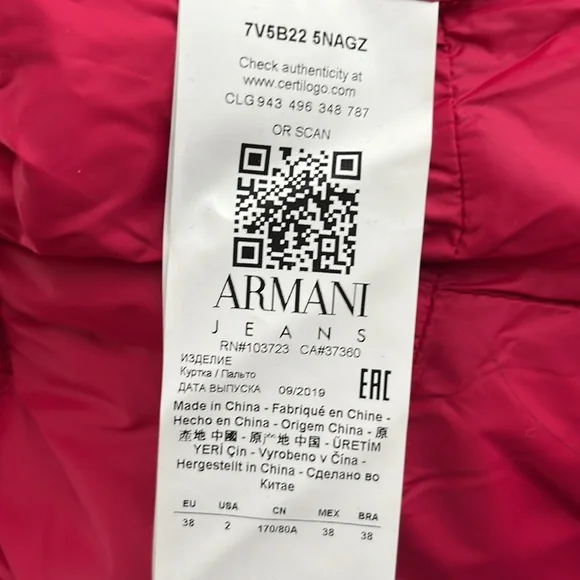 7V5B22 5NAGZ
Check authenticity at
www.certilogo.com
CLG 943 496 348 787
OR SCAN
ARMANI
JEANS
RN#103723 CA#37360
ИЗДЕЛИЕ
Куртка / Пальто
ДАТА ВЫПУСКА 09/2019
EAC
Made in China - Fabriqué en Chine -
Hecho en China - Origem China - 原
產地 中國 - 原产地 中国 - ÜRETİM
YERİ Çin - Vyrobeno v Čína -
Hergestellt in China - Сделано во
Китае
EU USA CN MEX BRA
38 2 170/80A 38 38